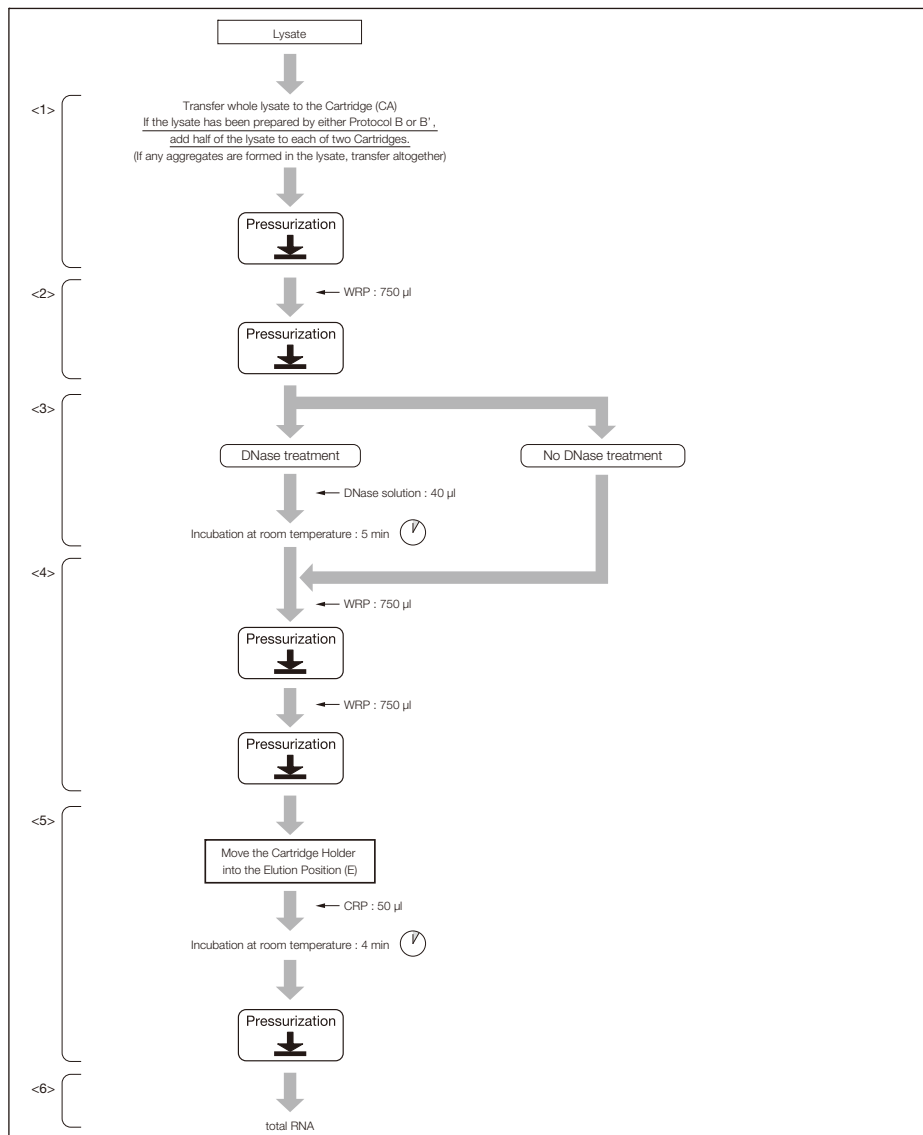 Lysate
<1>
Transfer whole lysate to the Cartridge (CA)
If the lysate has been prepared by either Protocol B or B' ,
add half of the lysate to each of two Cartridges.
(If any aggregates are formed in the lysate, transfer altogether)
Pressurization
<2>
WRP : 750 µl
Pressurization
<3>
DNase treatment
No DNase treatment
DNase solution : 40 µl
Incubation at room temperature : 5 min
<4>
WRP : 750 µl
Pressurization
WRP : 750 µl
Pressurization
<5>
Move the Cartridge Holder
into the Elution Position (E)
CRP : 50 µl
Incubation at room temperature : 4 min
Pressurization
<6>
total RNA